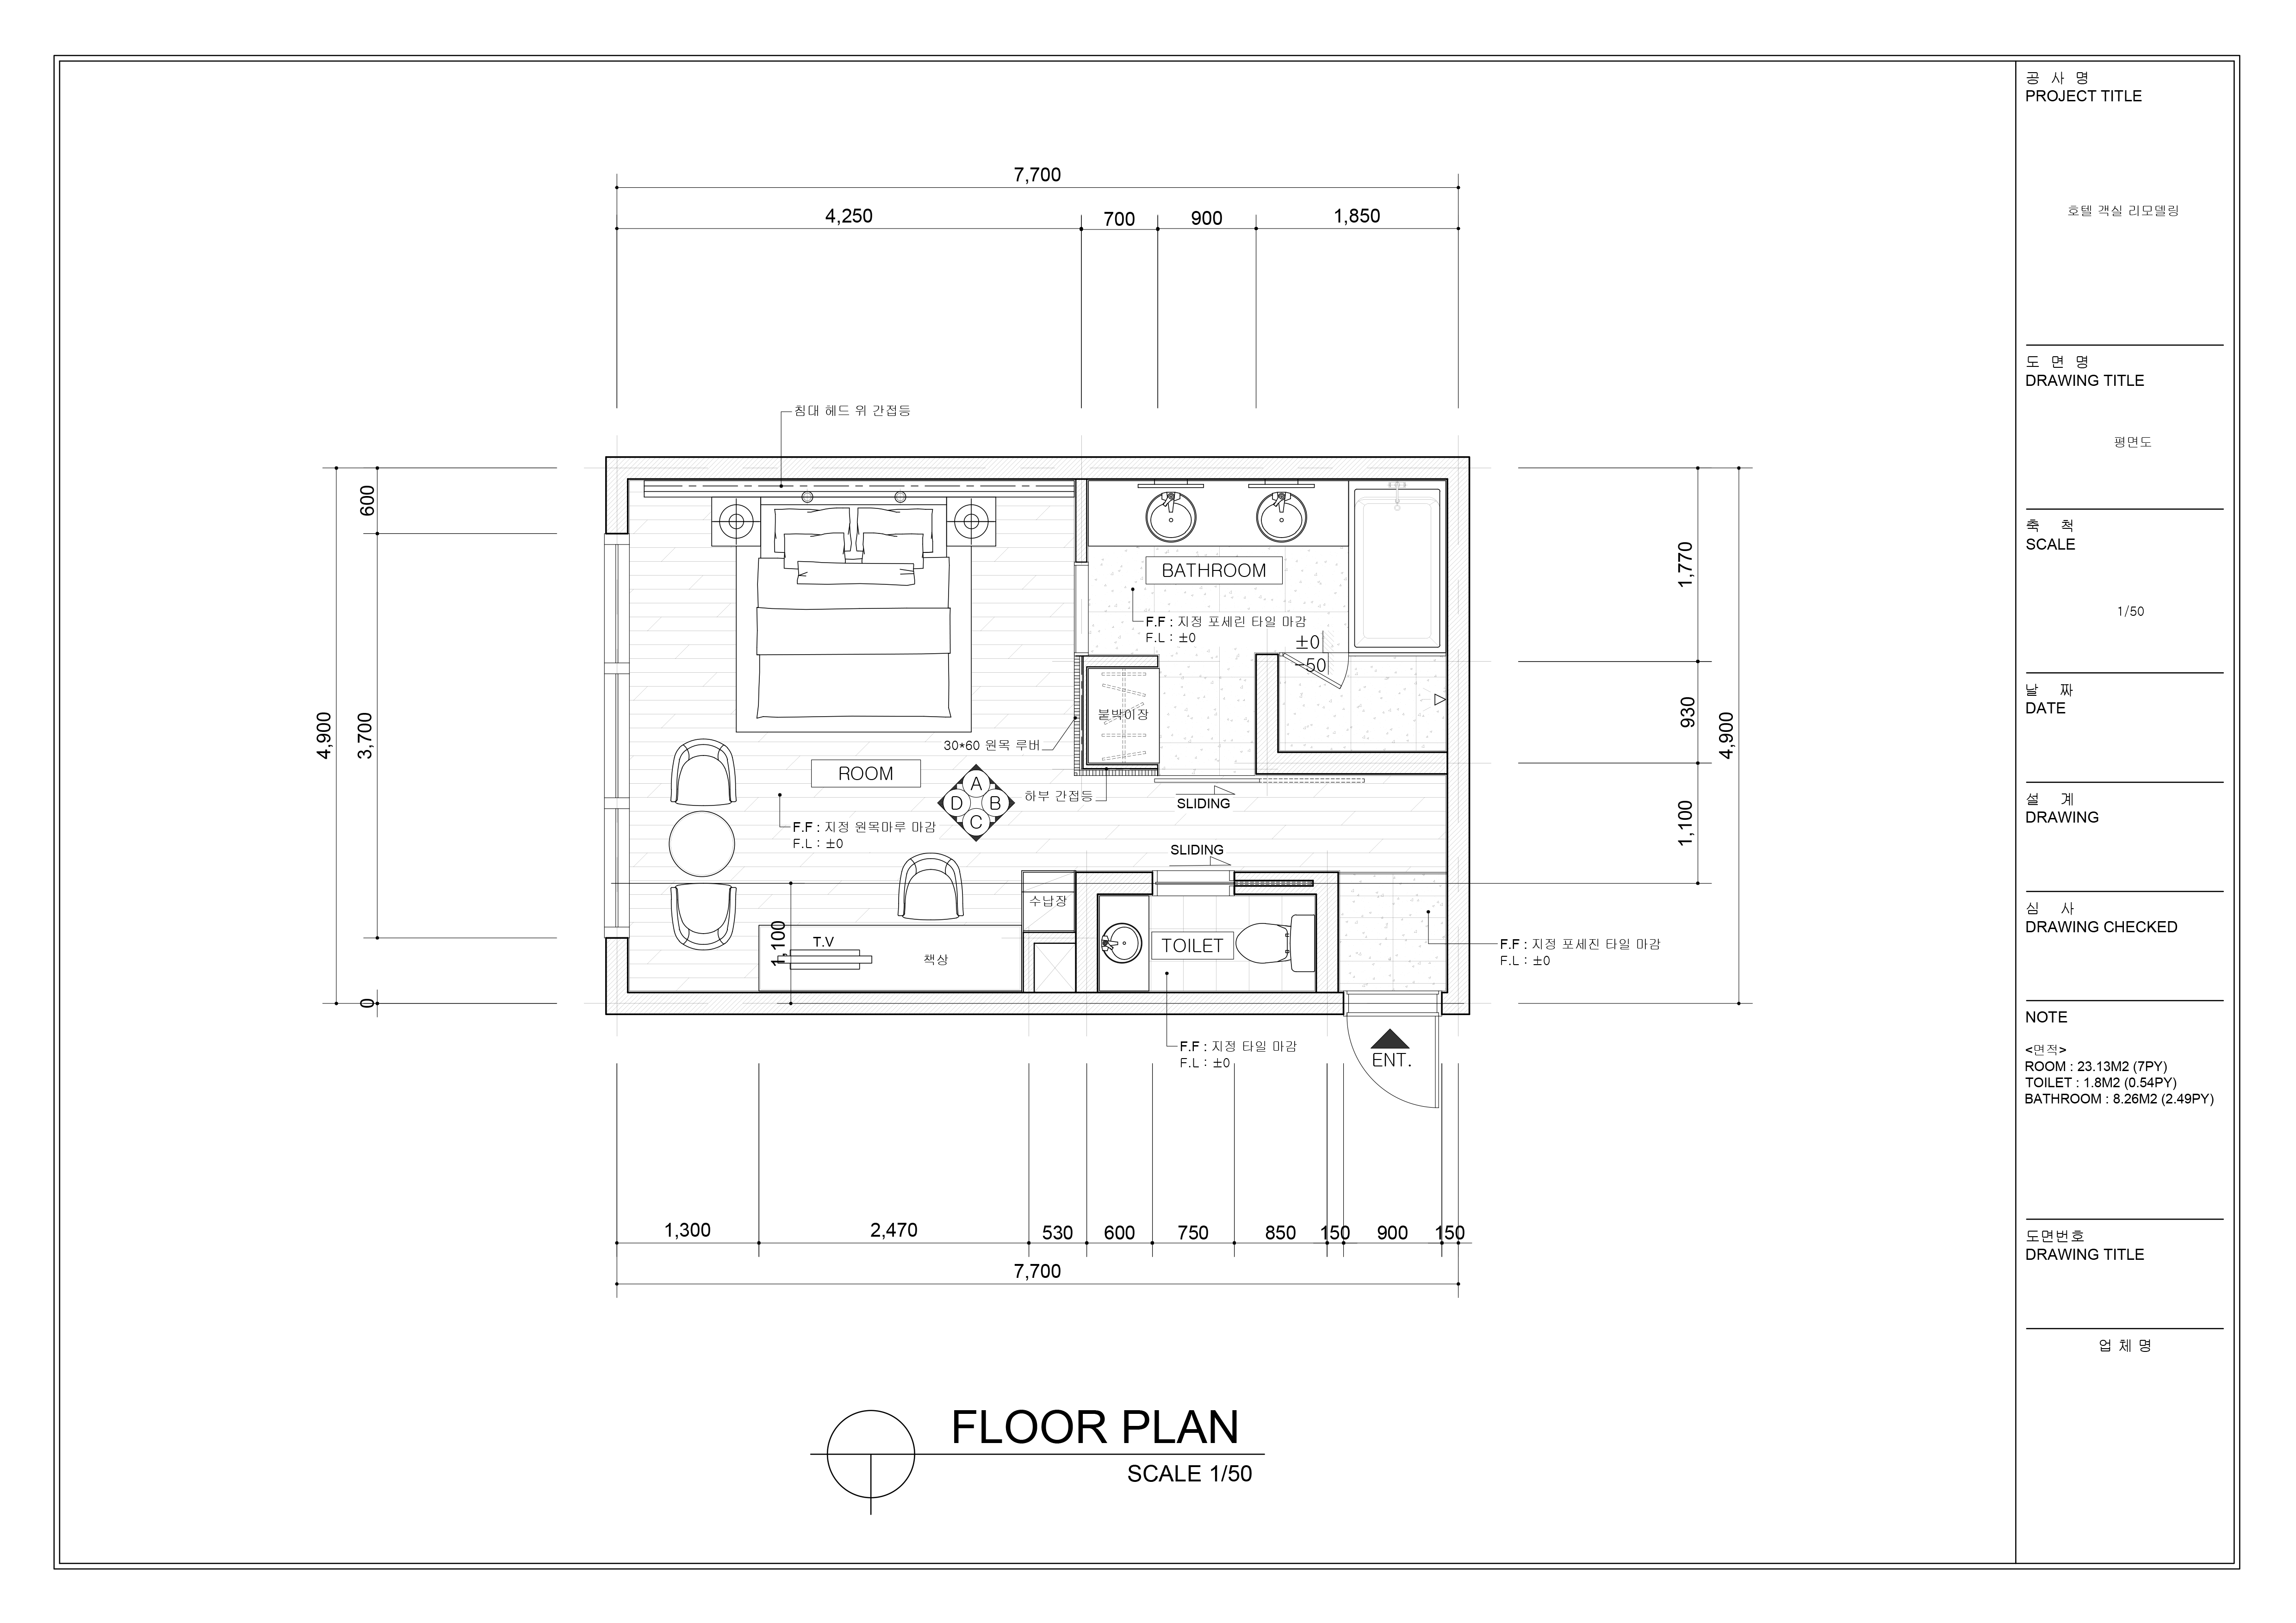 7,700
4,250
700
900
1,850
침대 헤드 위 간접등
600
3,700
4,900
0
BATHROOM
F.F : 지정 포세린 타일 마감
F.L : ±0
±0
-50
붙박이장
30*60 원목 루버
ROOM
A
D
B
C
하부 간접등
SLIDING
F.F : 지정 원목마루 마감
F.L : ±0
SLIDING
수납장
1,100
T.V
책상
TOILET
F.F : 지정 포세진 타일 마감
F.L : ±0
F.F : 지정 타일 마감
F.L : ±0
ENT.
1,770
930
1,100
4,900
1,300
2,470
530
600
750
850
150
900
150
7,700
FLOOR PLAN
SCALE 1/50
공 사 명
PROJECT TITLE
호텔 객실 리모델링
도 면 명
DRAWING TITLE
평면도
축 척
SCALE
1/50
날 짜
DATE
설 계
DRAWING
심 사
DRAWING CHECKED
NOTE
<면적>
ROOM : 23.13M2 (7PY)
TOILET : 1.8M2 (0.54PY)
BATHROOM : 8.26M2 (2.49PY)
도면번호
DRAWING TITLE
업 체 명